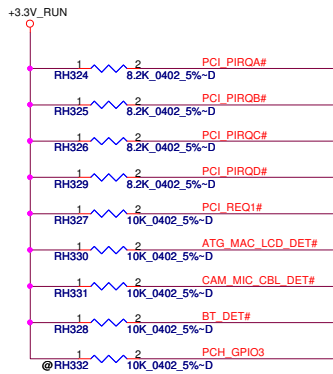 +3.3V_RUN
1 2 PCI_PIRQA#
RH324 8.2K_0402_5%~D
1 2 PCI_PIRQB#
RH325 8.2K_0402_5%~D
1 2 PCI_PIRQC#
RH326 8.2K_0402_5%~D
1 2 PCI_PIRQD#
RH329 8.2K_0402_5%~D
1 2 PCI_REQ1#
RH327 10K_0402_5%~D
1 2 ATG_MAC_LCD_DET#
RH330 10K_0402_5%~D
1 2 CAM_MIC_CBL_DET#
RH331 10K_0402_5%~D
1 2 BT_DET#
RH328 10K_0402_5%~D
1 2 PCH_GPIO3
@RH332 10K_0402_5%~D